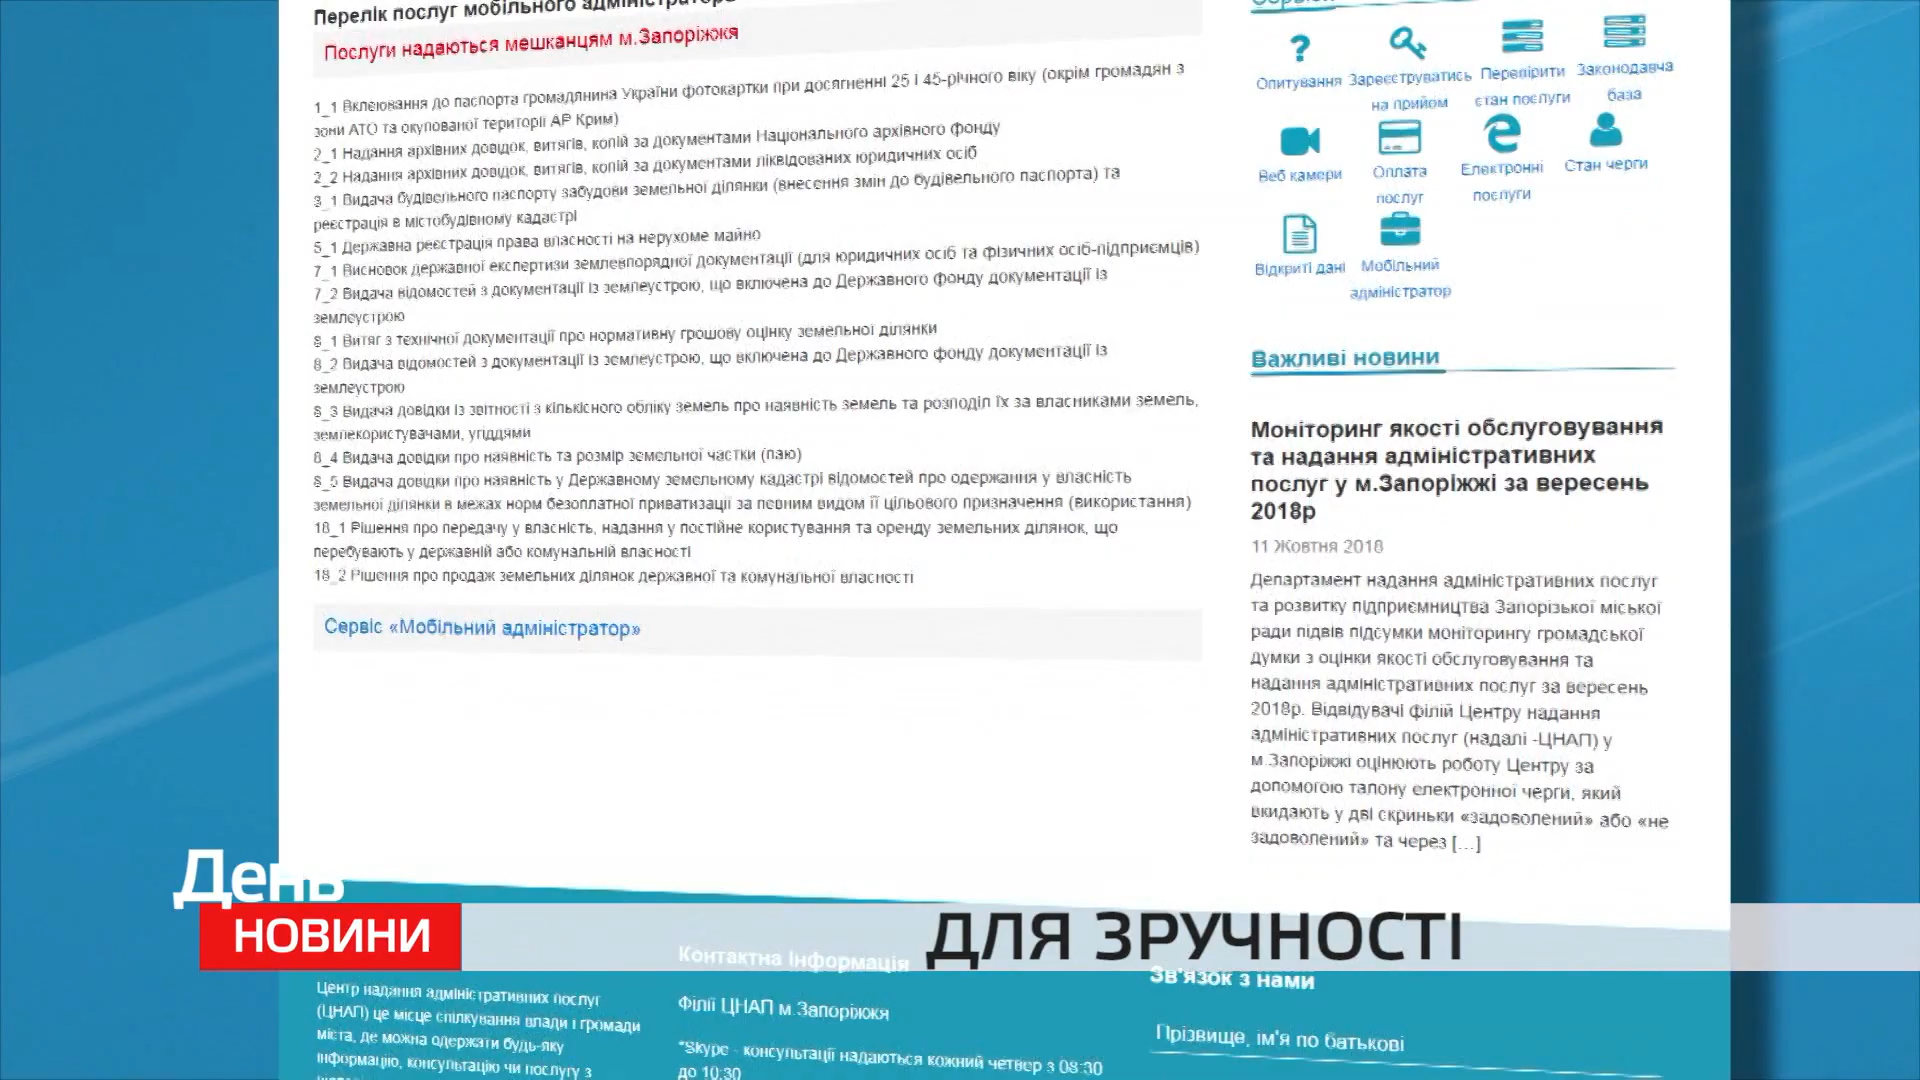 Перелік послуг мобільного адміністратора
Послуги надаються мешканцям м.Запоріжжя
1_1 Вклеювання до паспорта громадянина України фотокартки при досягненні 25 і 45-річного віку (окрім громадян з
зони АТО та окупованої території АР Крим)
2_1 Надання архівних довідок, витягів, копій за документами Національного архівного фонду
2_2 Надання архівних довідок, витягів, копій за документами ліквідованих юридичних осіб
3_1 Видача будівельного паспорту забудови земельної ділянки (внесення змін до будівельного паспорта) та
реєстрація в містобудівному кадастрі
5_1 Державна реєстрація права власності на нерухоме майно
7_1 Висновок державної експертизи землевпорядної документації (для юридичних осіб та фізичних осіб-підприємців)
7_2 Видача відомостей з документації із землеустрою, що включена до Державного фонду документації із
землеустрою
8_1 Витяг з технічної документації про нормативну грошову оцінку земельної ділянки
8_2 Видача відомостей з документації із землеустрою, що включена до Державного фонду документації із
землеустрою
8_3 Видача довідки із звітності з кількісного обліку земель про наявність земель та розподіл їх за власниками земель,
землекористувачами, угіддями
8_4 Видача довідки про наявність та розмір земельної частки (паю)
8_5 Видача довідки про наявність у Державному земельному кадастрі відомостей про одержання у власність
земельної ділянки в межах норм безоплатної приватизації за певним видом її цільового призначення (використання)
18_1 Рішення про передачу у власність, надання у постійне користування та оренду земельних ділянок, що
перебувають у державній або комунальній власності
18_2 Рішення про продаж земельних ділянок державної та комунальної власності
Сервіс «Мобільний адміністратор»
Опитування
Зареєструватись
на прийом
Перевірити
стан послуги
Законодавча
база
Веб камери
Оплата
послуг
Електронні
послуги
Стан черги
Відкриті дані
Мобільний
адміністратор
Важливі новини
Моніторинг якості обслуговування
та надання адміністративних
послуг у м.Запоріжжі за вересень
2018р
11 Жовтня 2018
Департамент надання адміністративних послуг
та розвитку підприємництва Запорізької міської
ради підвів підсумки моніторингу громадської
думки з оцінки якості обслуговування та
надання адміністративних послуг за вересень
2018р. Відвідувачі філій Центру надання
адміністративних послуг (надалі -ЦНАП) у
м.Запоріжжі оцінюють роботу Центру за
допомогою талону електронної черги, який
вкидають у дві скриньки «задоволений» або «не
задоволений» та через [...]
День
НОВИНИ
ДЛЯ ЗРУЧНОСТІ
Центр надання адміністративних послуг
(ЦНАП) це місце спілкування влади і громади
міста, де можна одержати будь-яку
інформацію, консультацію чи послугу з
Контактна інформація
Філії ЦНАП м.Запоріжжя
*Skype - консультації надаються кожний четвер з 08:30
до 10:30
Зв'язок з нами
Прізвище, ім'я по батькові